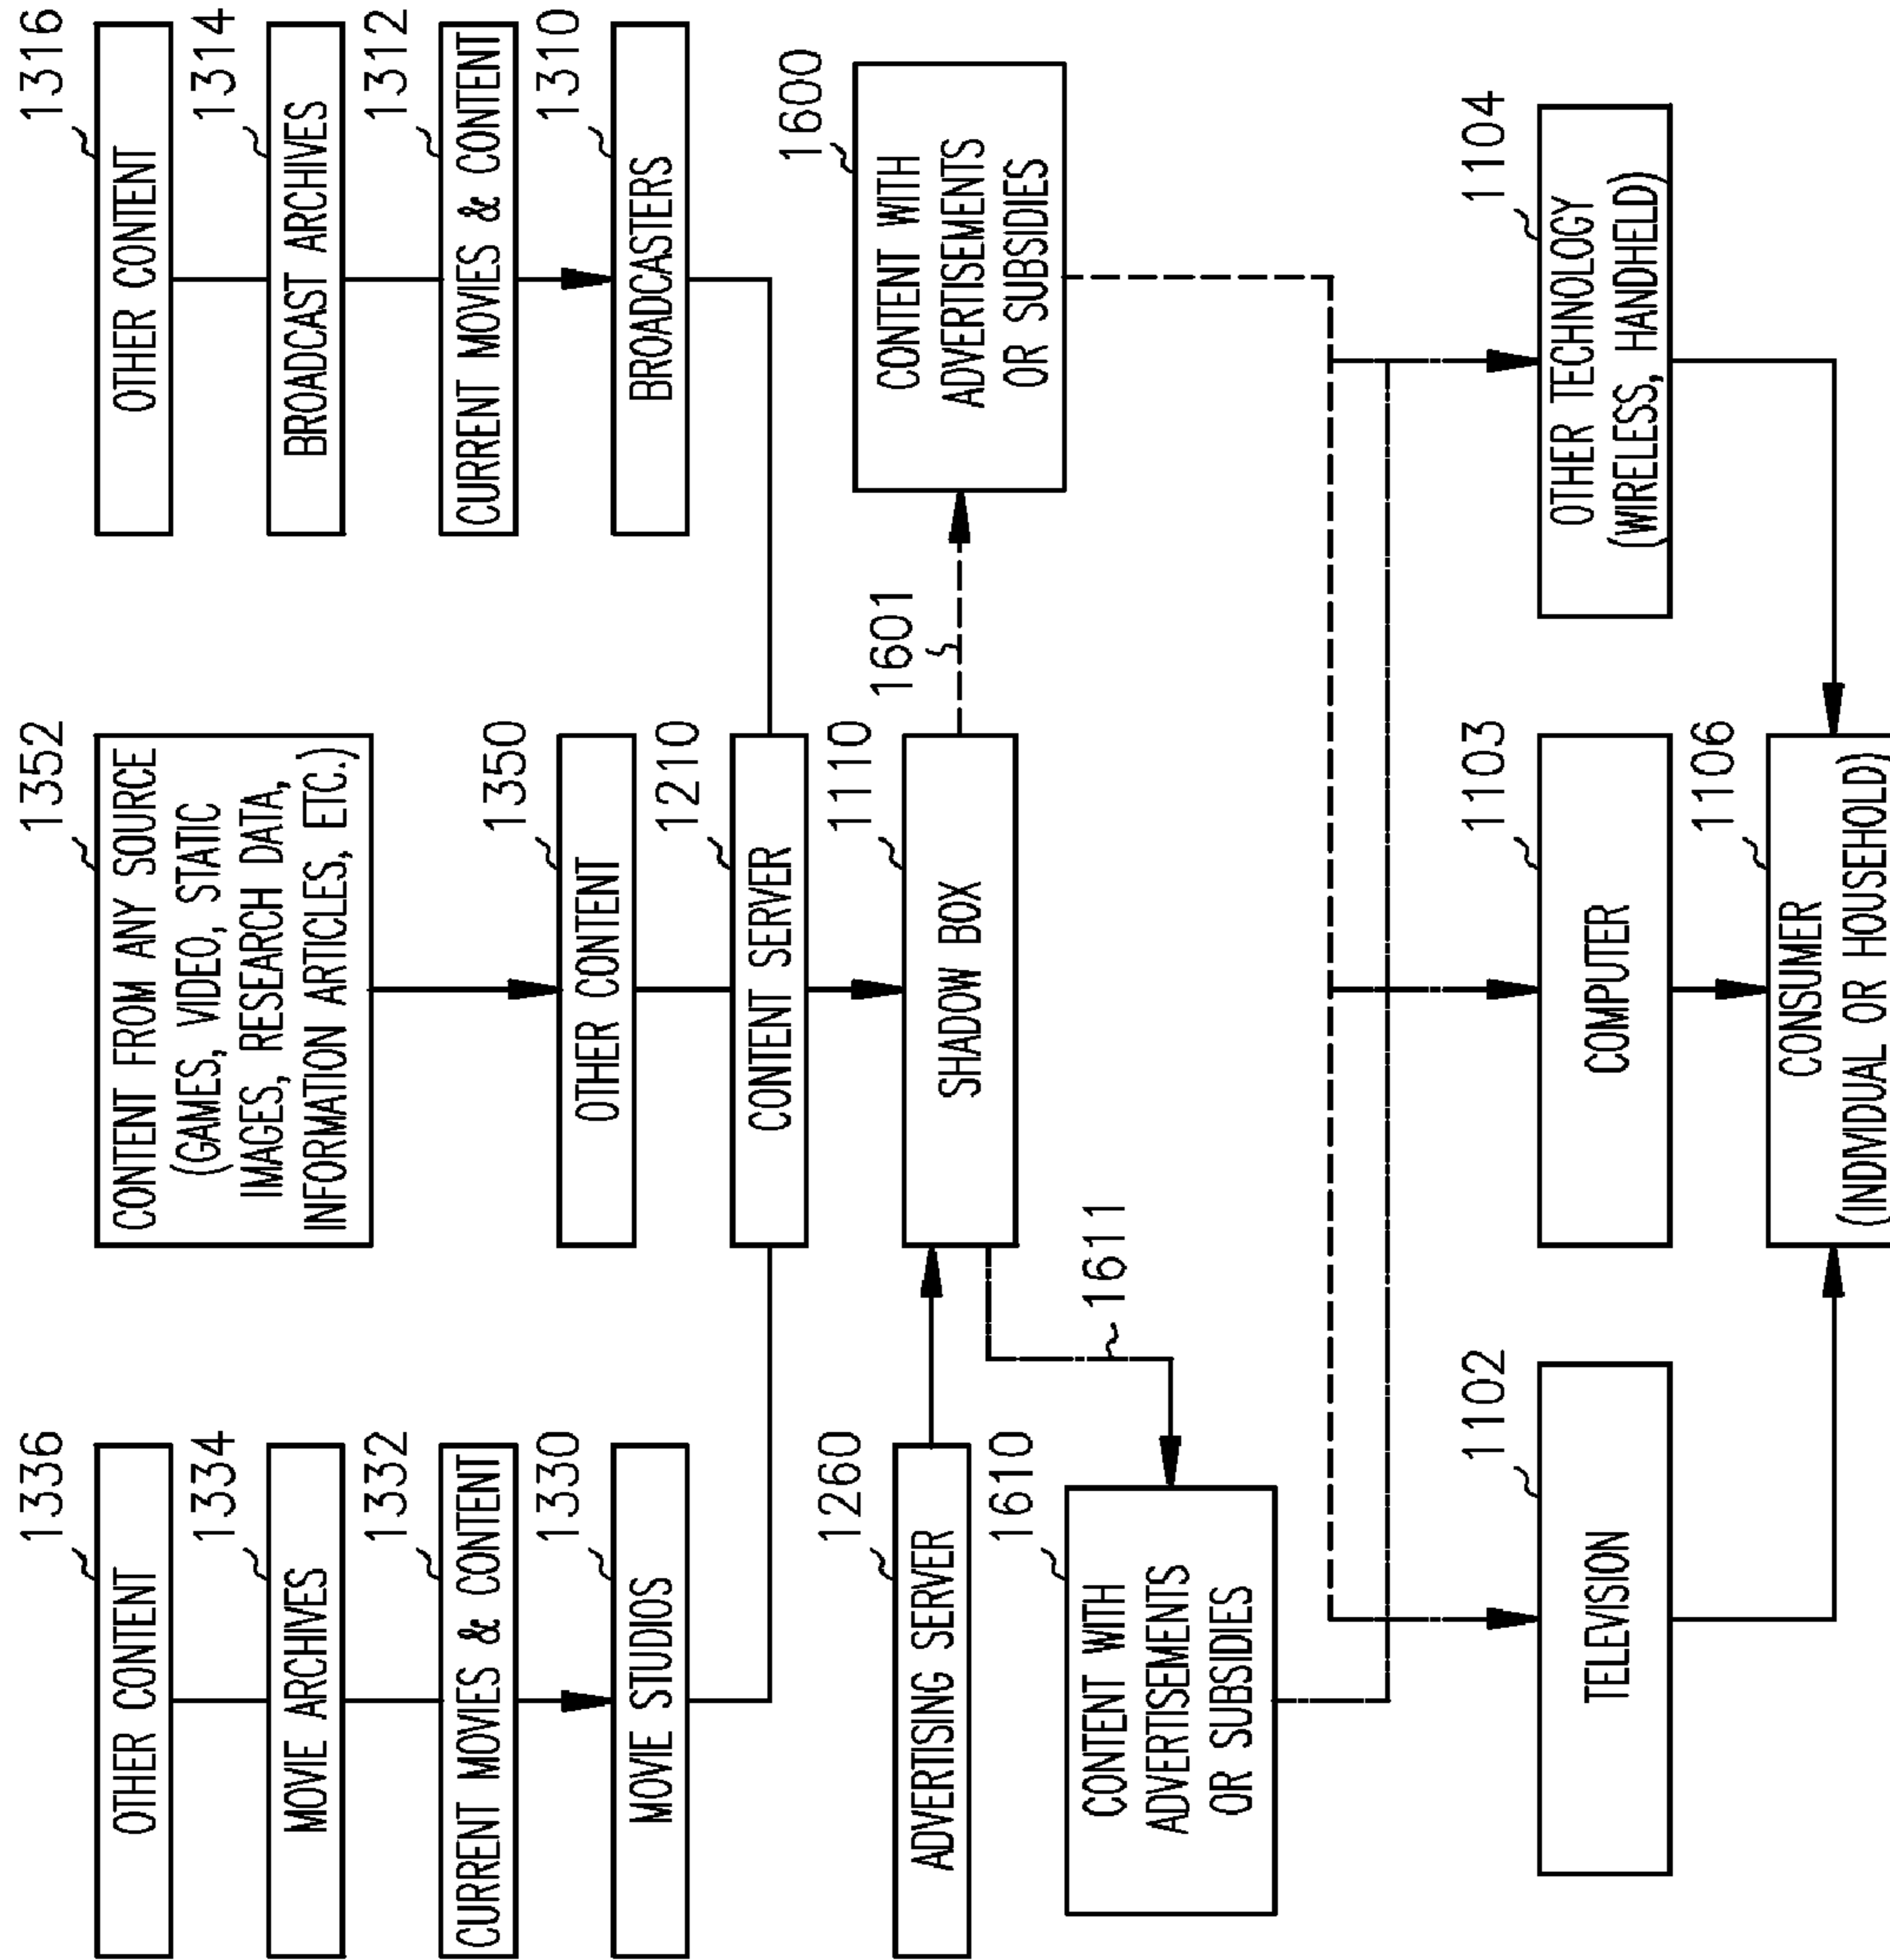 1336
OTHER CONTENT
1334
MOVIE ARCHIVES
1332
CURRENT MOVIES & CONTENT
1330
MOVIE STUDIOS
1352
CONTENT FROM ANY SOURCE
(GAMES, VIDEO, STATIC
IMAGES, RESEARCH DATA,
INFORMATION ARTICLES, ETC.)
1350
OTHER CONTENT
1210
CONTENT SERVER
1316
OTHER CONTENT
1314
BROADCAST ARCHIVES
1312
CURRENT MOVIES & CONTENT
1310
BROADCASTERS
1260
ADVERTISING SERVER
1110
SHADOW BOX
1601
1600
CONTENT WITH
ADVERTISEMENTS
OR SUBSIDIES
1610
CONTENT WITH
ADVERTISEMENTS
OR SUBSIDIES
1611
1102
TELEVISION
1103
COMPUTER
1104
OTHER TECHNOLOGY
(WIRELESS, HANDHELD)
1106
CONSUMER
(INDIVIDUAL OR HOUSEHOLD)